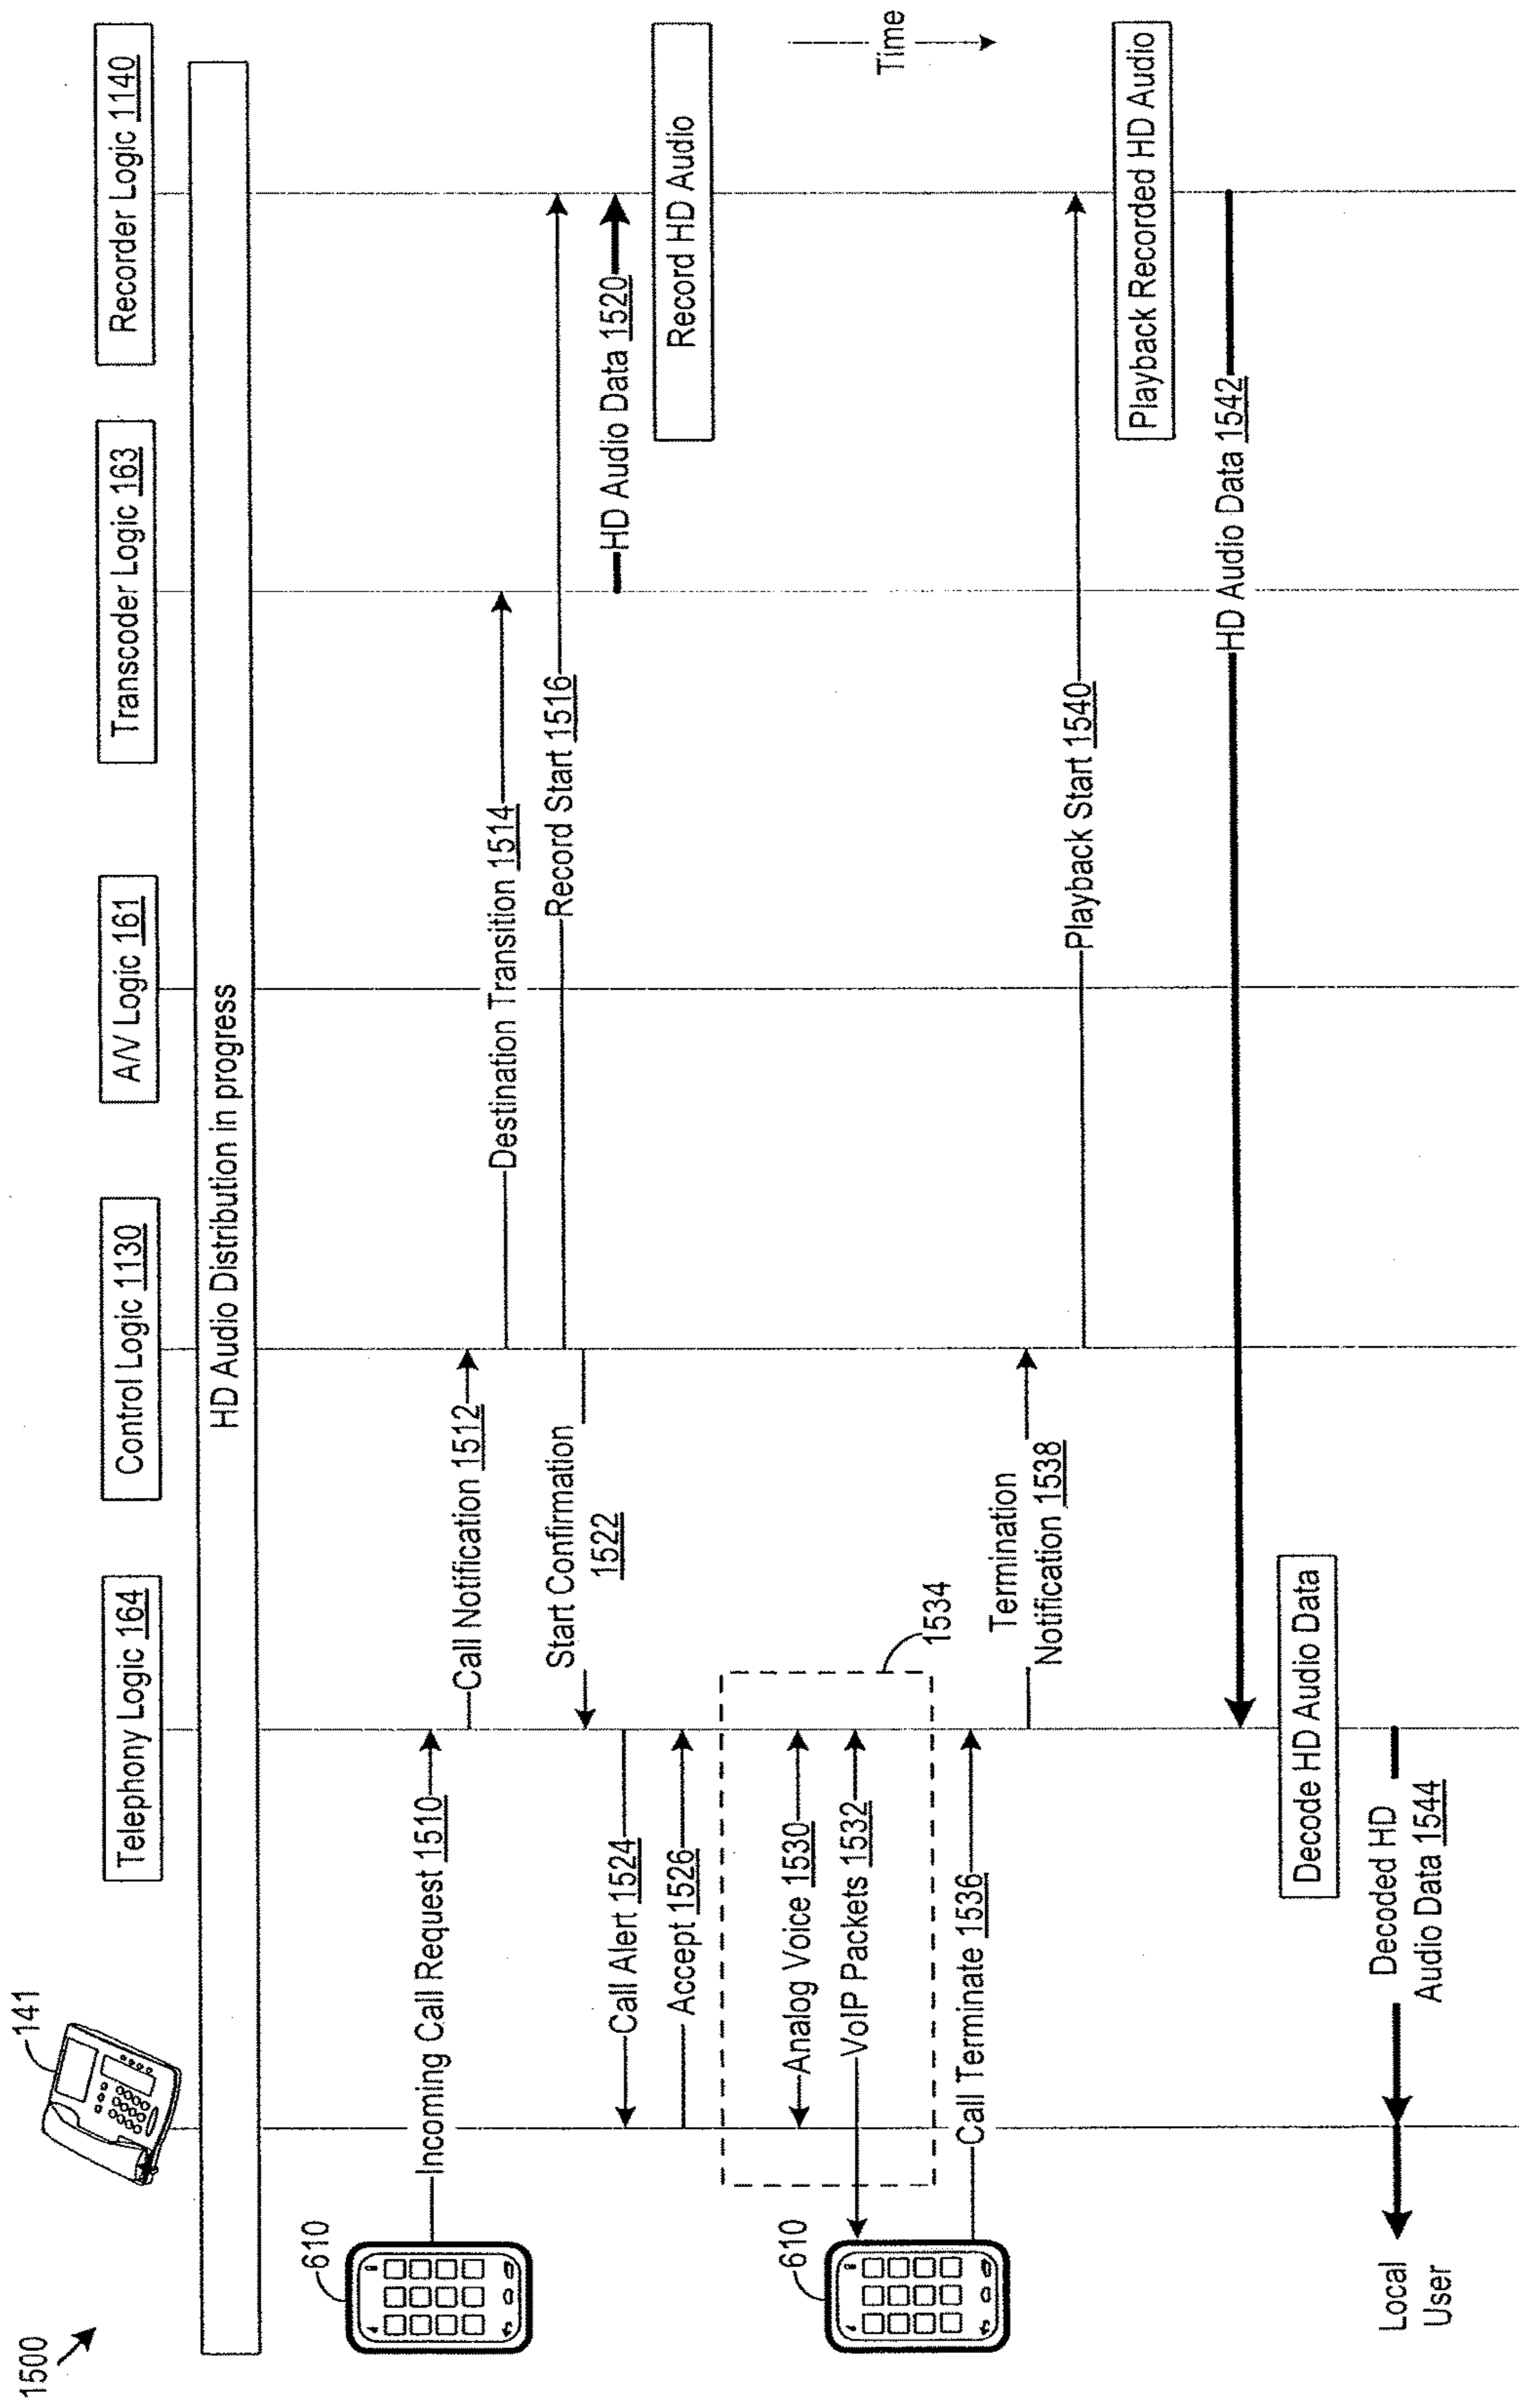 1500
141
Telephony Logic 164
Control Logic 1130
A/V Logic 161
Transcoder Logic 163
Recorder Logic 1140
HD Audio Distribution in progress
610
Incoming Call Request 1510
Call Notification 1512
Destination Transition 1514
Record Start 1516
HD Audio Data 1520
Start Confirmation
1522
Call Alert 1524
Record HD Audio
Accept 1526
1534
Analog Voice 1530
610
VoIP Packets 1532
Time
Call Terminate 1536
Termination
Notification 1538
Playback Start 1540
Playback Recorded HD Audio
HD Audio Data 1542
Decode HD Audio Data
Decoded HD
Audio Data 1544
Local
User